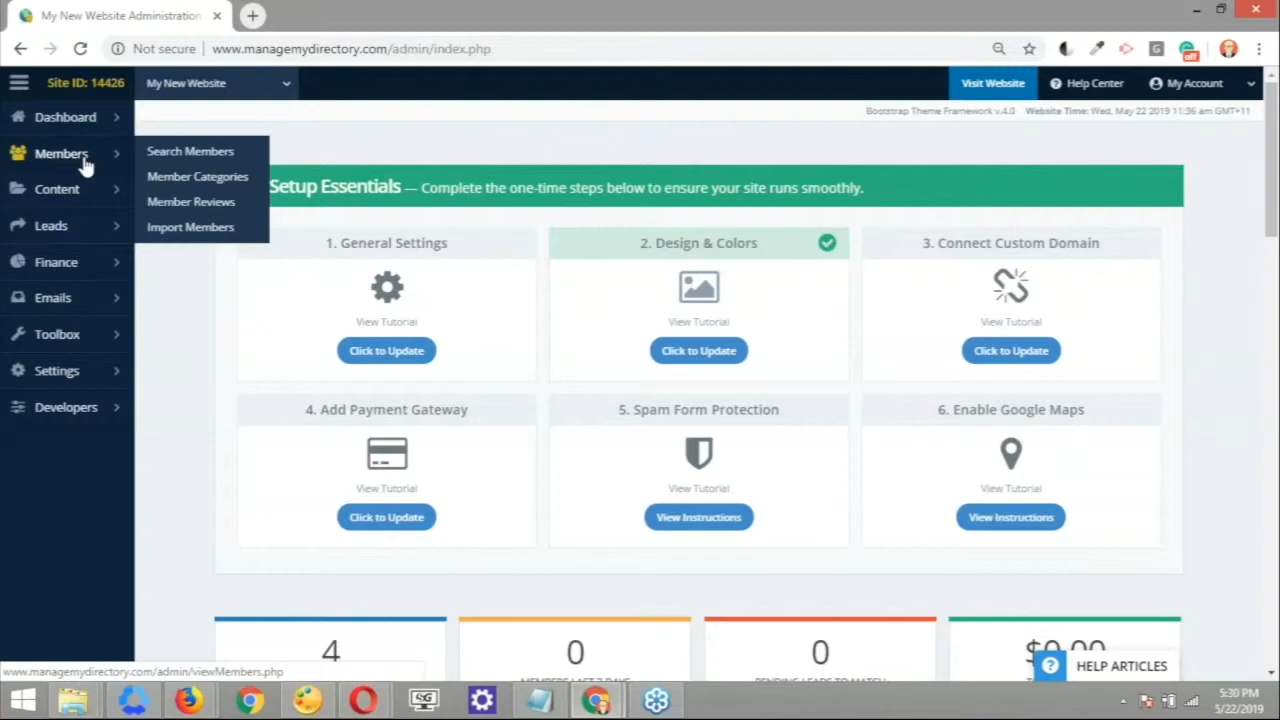 My New Website Administration
Not secure | www.managemydirectory.com/admin/index.php
off
Site ID: 14426
My New Website
Visit Website
Help Center
My Account
Bootstrap Theme Framework v.4.0 Website Time: Wed, May 22 2019 11:36 am GMT+11
Dashboard
Members
Content
Leads
Finance
Emails
Toolbox
Settings
Developers
Search Members
Member Categories
Member Reviews
Import Members
Setup Essentials — Complete the one-time steps below to ensure your site runs smoothly.
1. General Settings
View Tutorial
Click to Update
2. Design & Colors
View Tutorial
Click to Update
3. Connect Custom Domain
View Tutorial
Click to Update
4. Add Payment Gateway
View Tutorial
Click to Update
5. Spam Form Protection
View Tutorial
View Instructions
6. Enable Google Maps
View Tutorial
View Instructions
4
0
0
$0.00
HELP ARTICLES
www.managemydirectory.com/admin/viewMembers.php
SG
5:30 PM
5/22/2019